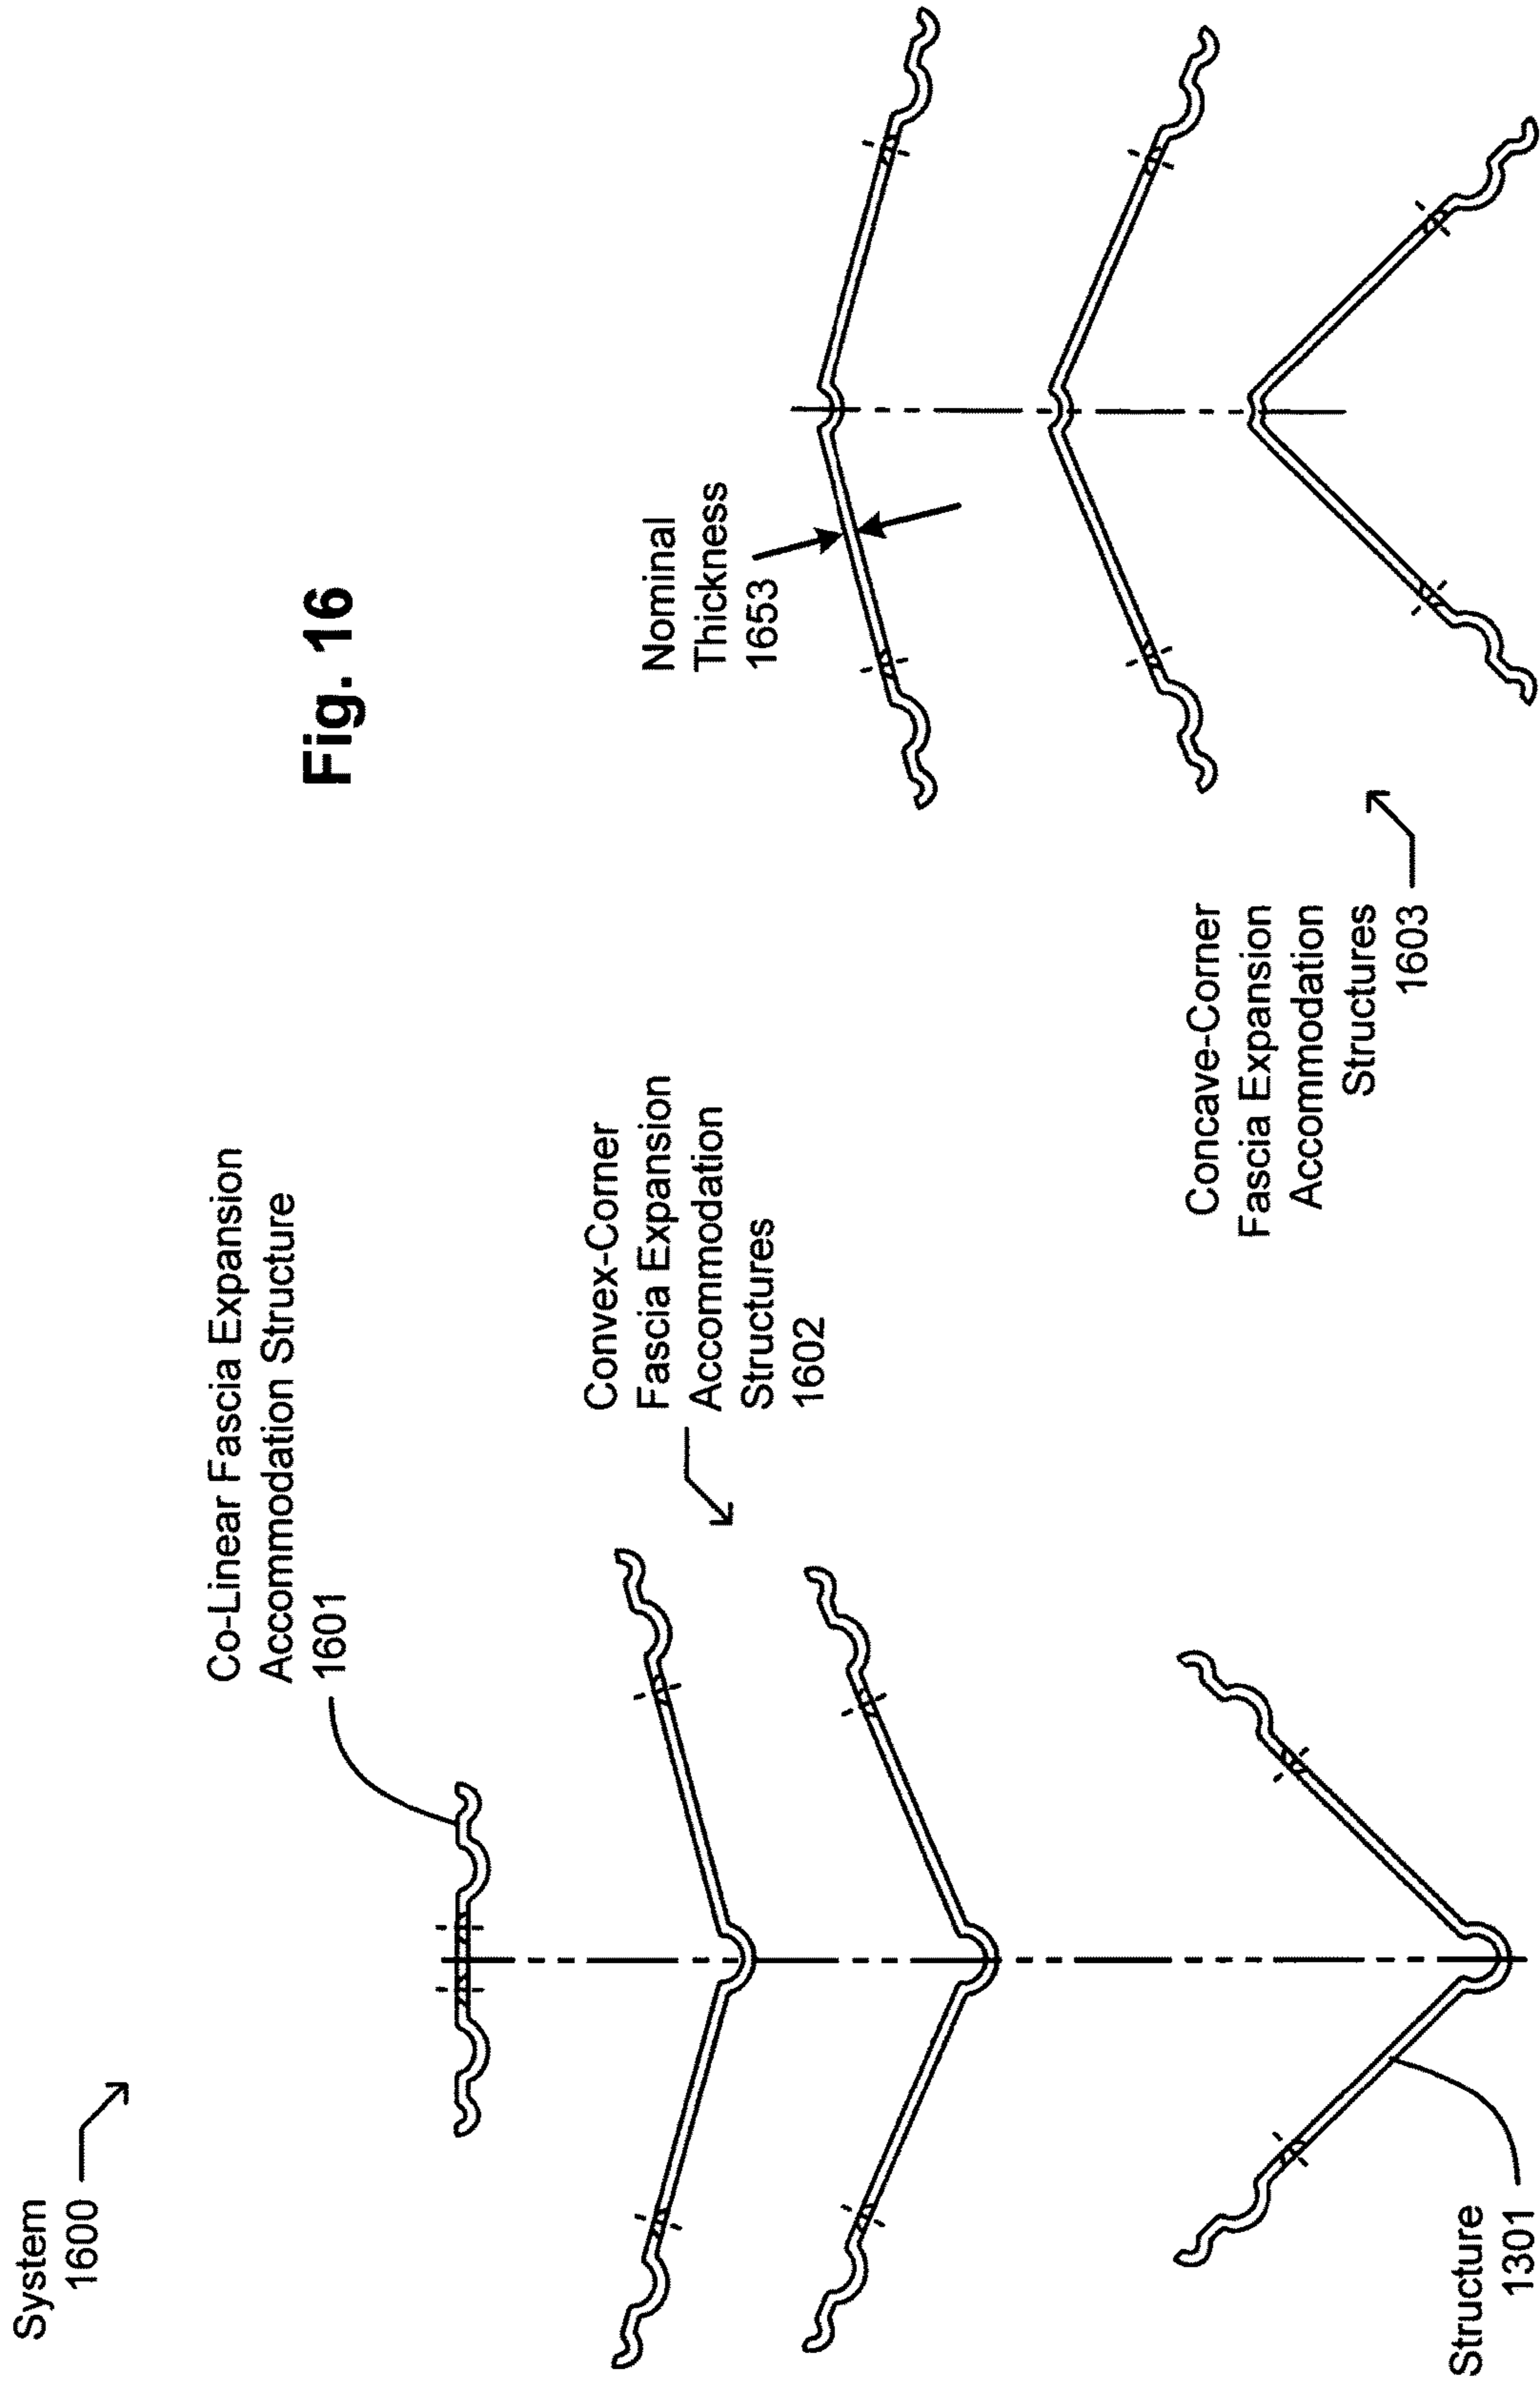 System
1600
Fig. 16
Co-Linear Fascia Expansion
Accommodation Structure
1601
Convex-Corner
Fascia Expansion
Accommodation
Structures
1602
Nominal
Thickness
1653
Concave-Corner
Fascia Expansion
Accommodation
Structures
1603
Structure
1301